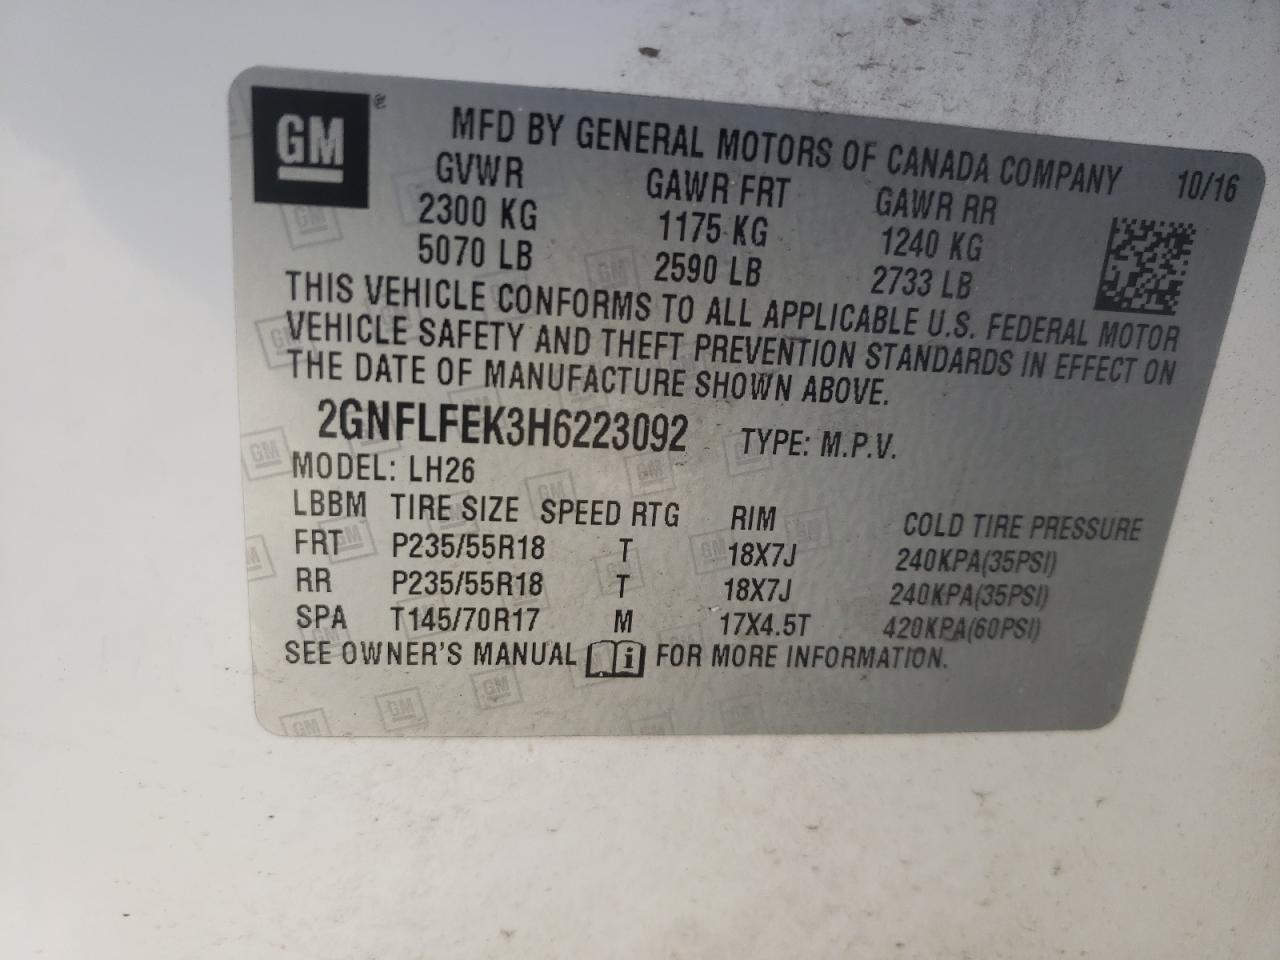 GM ®
MFD BY GENERAL MOTORS OF CANADA COMPANY 10/16
GVWR GAWR FRT GAWR RR
2300 KG 1175 KG 1240 KG
5070 LB 2590 LB 2733 LB
THIS VEHICLE CONFORMS TO ALL APPLICABLE U.S. FEDERAL MOTOR
VEHICLE SAFETY AND THEFT PREVENTION STANDARDS IN EFFECT ON
THE DATE OF MANUFACTURE SHOWN ABOVE.
2GNFLFEK3H6223092 TYPE: M.P.V.
MODEL: LH26
LBBM TIRE SIZE SPEED RTG RIM COLD TIRE PRESSURE
FRT P235/55R18 T 18X7J 240KPA(35PSI)
RR P235/55R18 T 18X7J 240KPA(35PSI)
SPA T145/70R17 M 17X4.5T 420KPA(60PSI)
SEE OWNER'S MANUAL i FOR MORE INFORMATION.